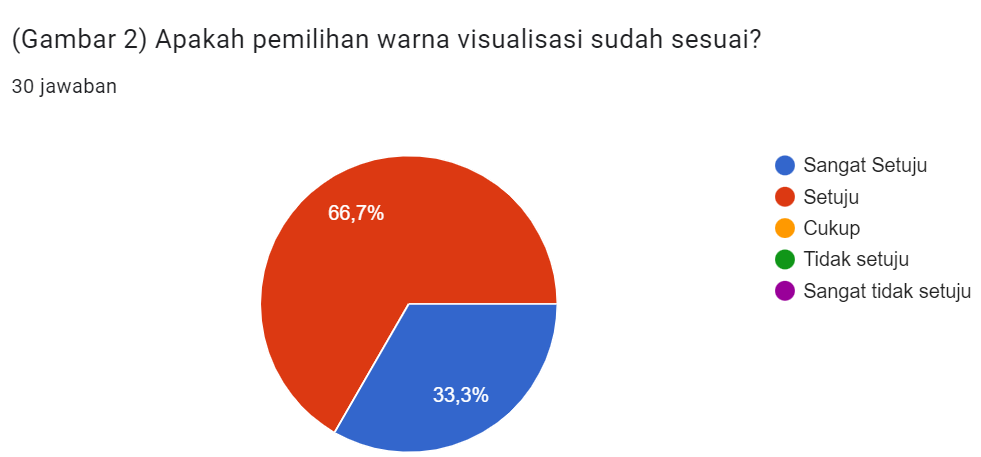 (Gambar 2) Apakah pemilihan warna visualisasi sudah sesuai?
30 jawaban
66,7%
33,3%
Sangat Setuju
Setuju
Cukup
Tidak setuju
Sangat tidak setuju